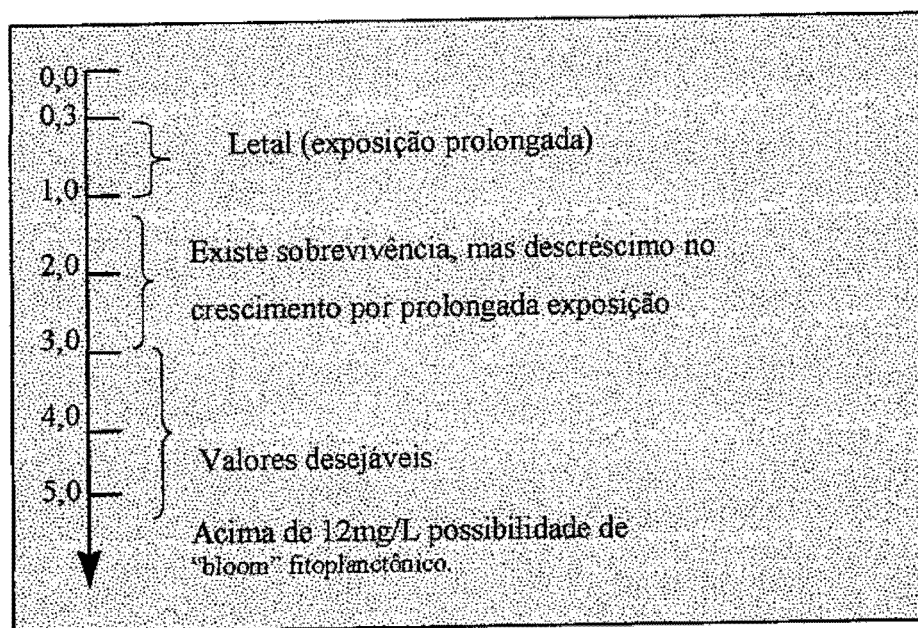 0,0
0,3
Letal (exposição prolongada)
1,0
Existe sobrevivência, mas descréscimo no
2,0
crescimento por prolongada exposição
3,0
4,0
Valores desejáveis
5,0
Acima de 12mg/L possibilidade de
"bloom" fitoplanctônico.